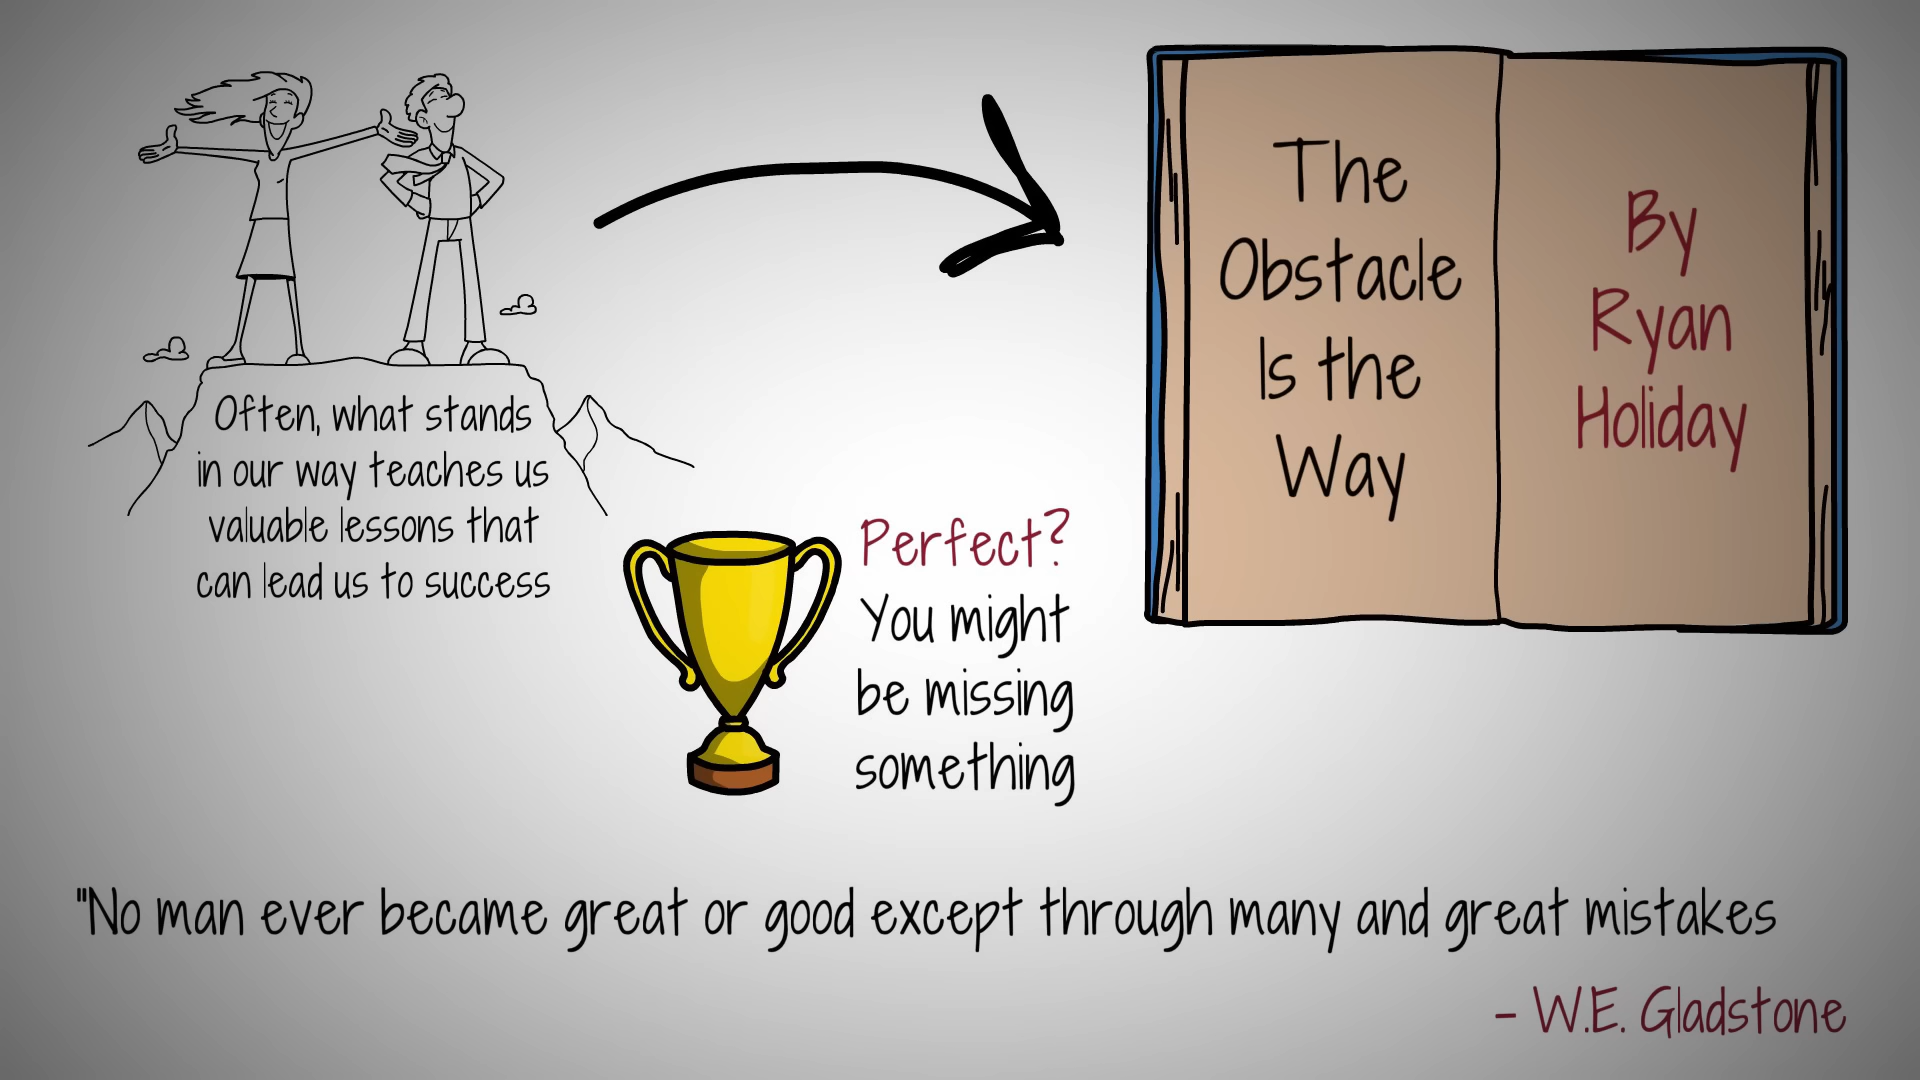 Often, what stands
in our way teaches us
valuable lessons that
can lead us to success
The
Obstacle
Is the
Way
By
Ryan
Holiday
Perfect?
You might
be missing
something
"No man ever became great or good except through many and great mistakes
- W.E. Gladstone